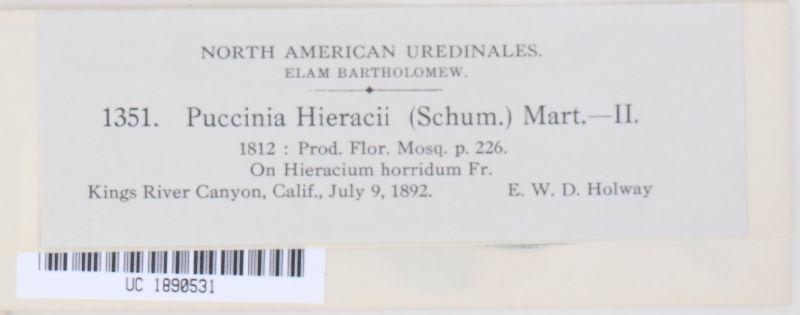 NORTH AMERICAN UREDINALES.
ELAM BARTHOLOMEW.
1351. Puccinia Hieracii (Schum.) Mart.—II.
1812 : Prod. Flor. Mosq. p. 226.
On Hieracium horridum Fr.
Kings River Canyon, Calif., July 9, 1892. E. W. D. Holway
UC 1890531